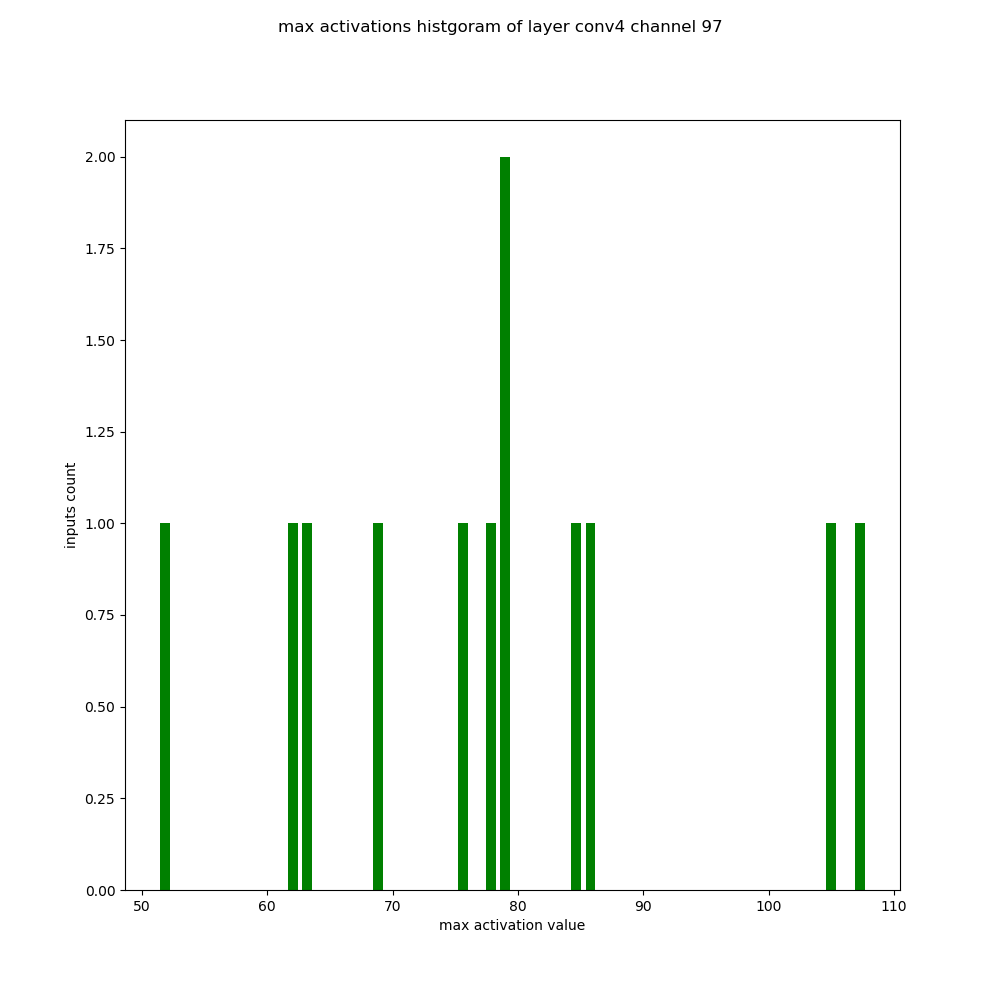 max activations histgoram of layer conv4 channel 97
2.00
1.75
1.50
1.25
1.00
0.75
0.50
0.25
0.00
inputs count
50 60 70 80 90 100 110
max activation value